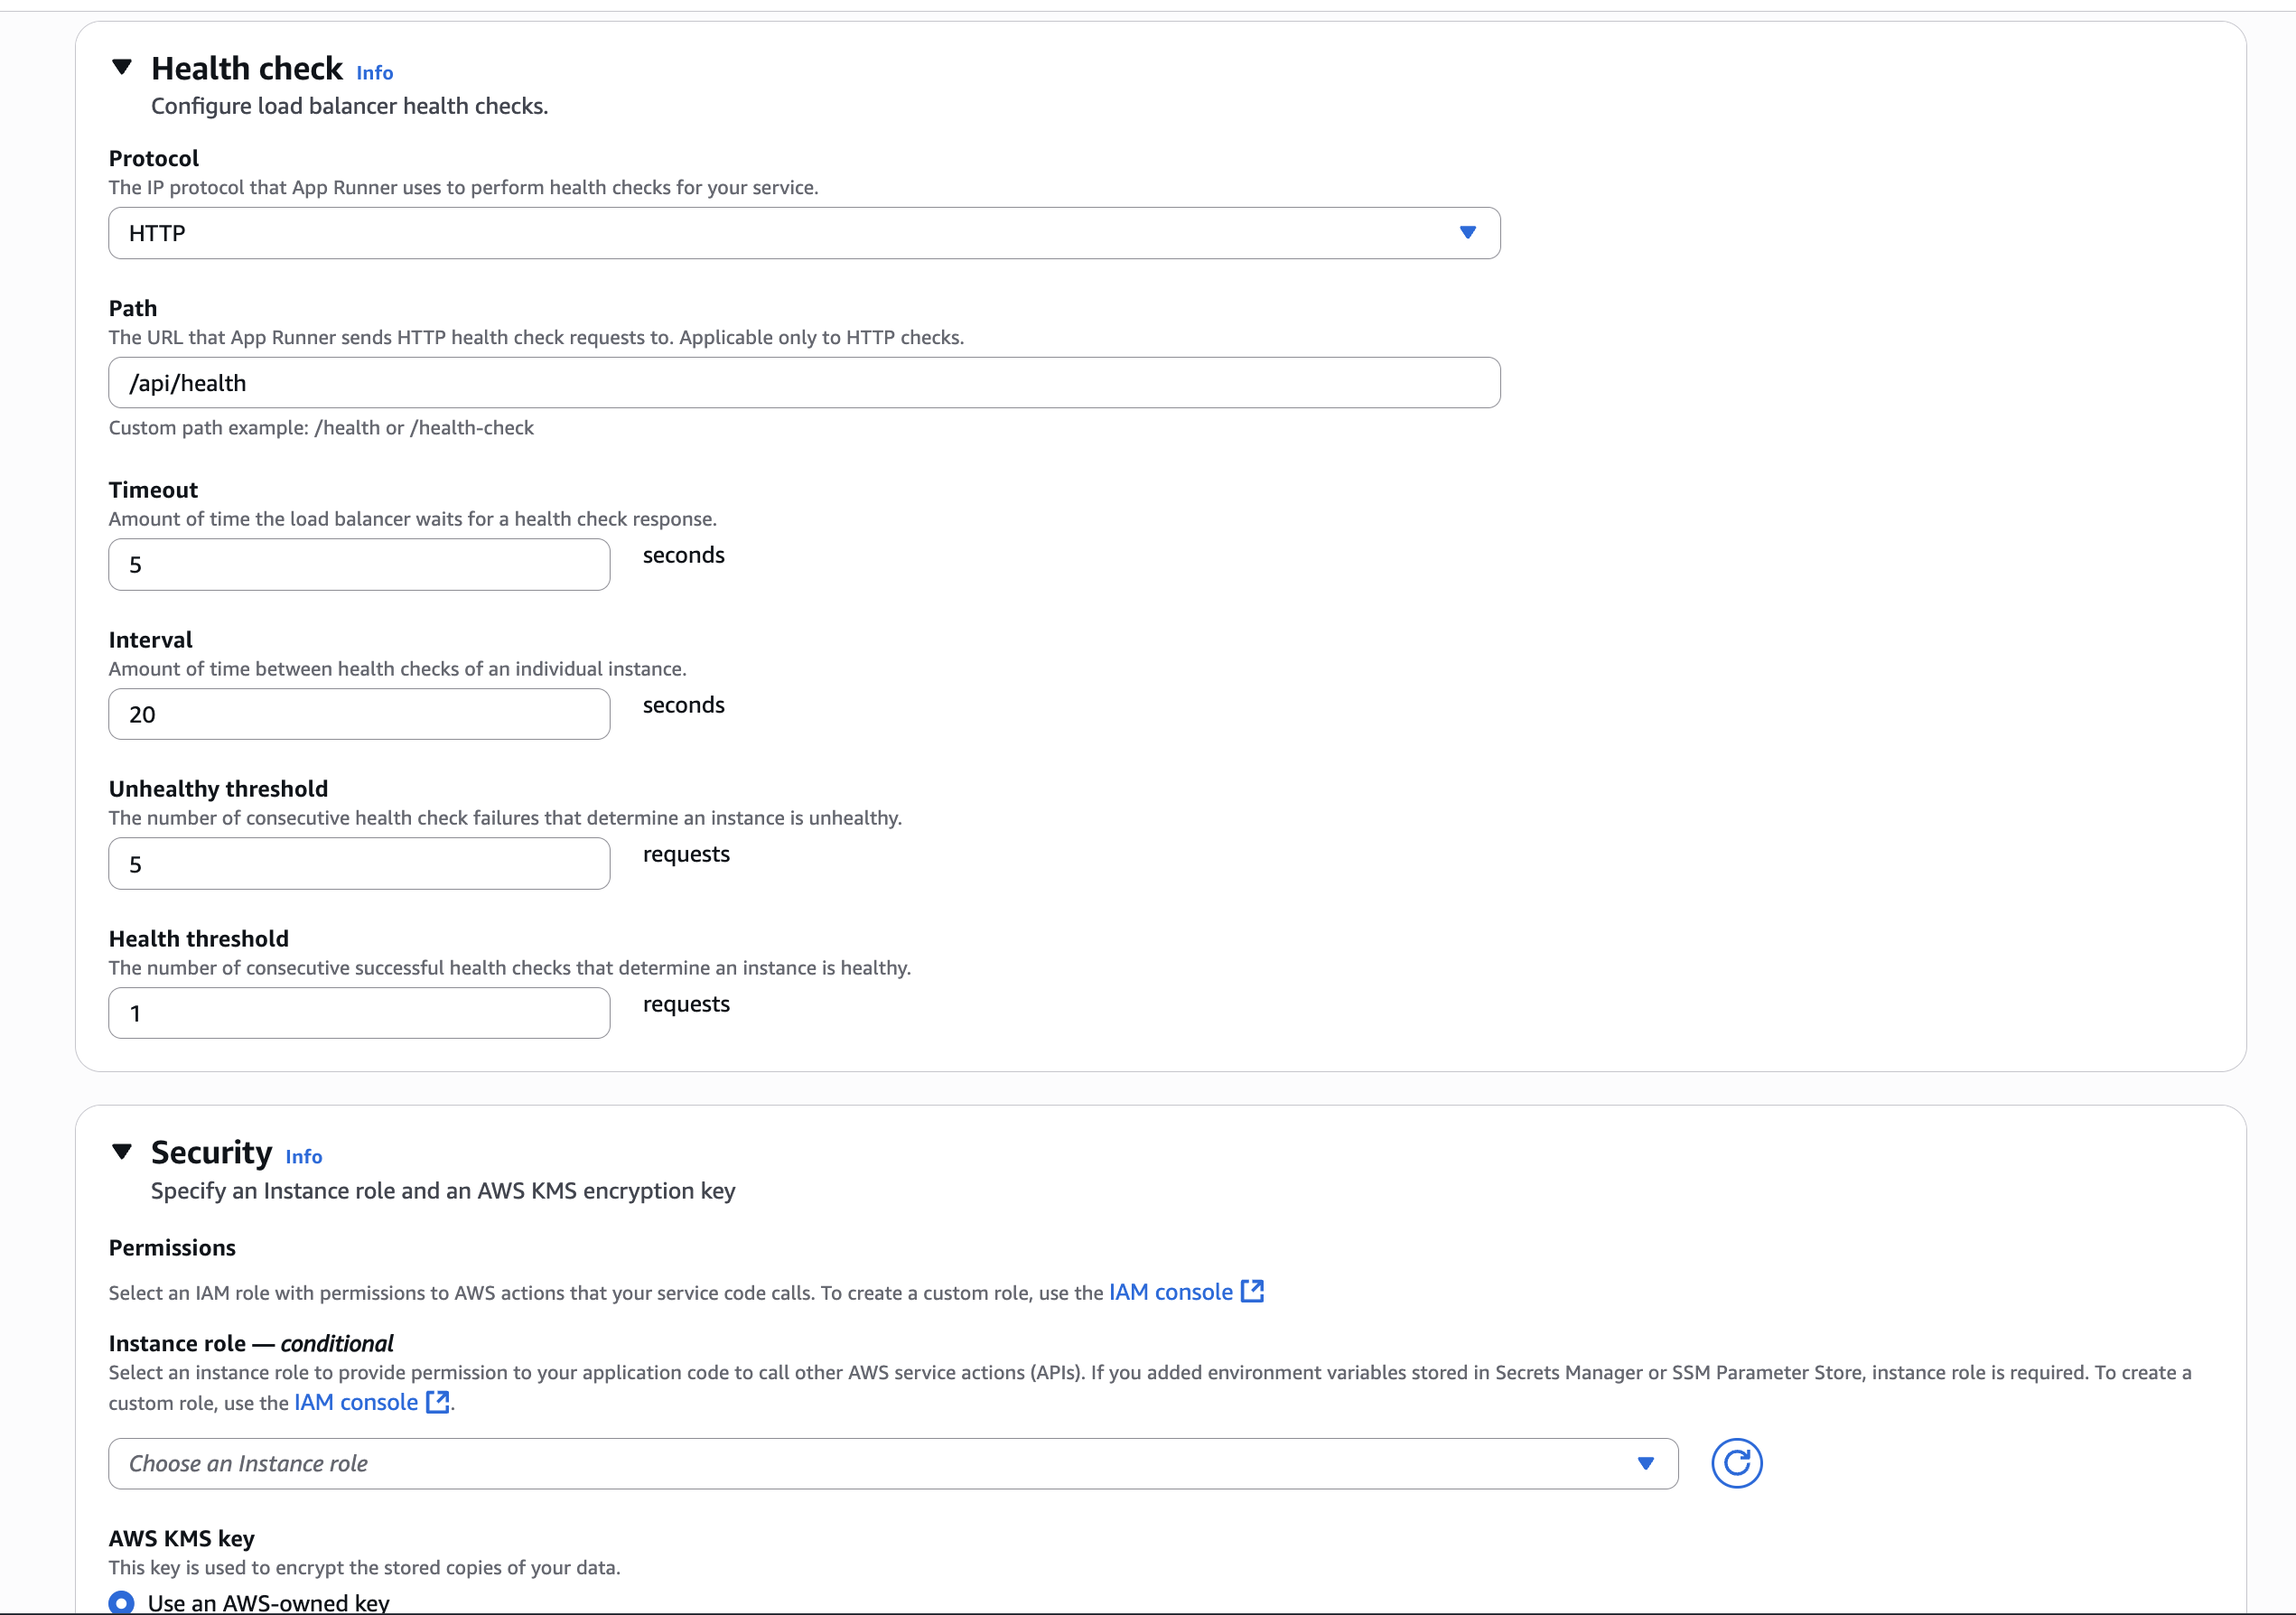 Health check Info
Configure load balancer health checks.
Protocol
The IP protocol that App Runner uses to perform health checks for your service.
HTTP
Path
The URL that App Runner sends HTTP health check requests to. Applicable only to HTTP checks.
/api/health
Custom path example: /health or /health-check
Timeout
Amount of time the load balancer waits for a health check response.
5 seconds
Interval
Amount of time between health checks of an individual instance.
20 seconds
Unhealthy threshold
The number of consecutive health check failures that determine an instance is unhealthy.
5 requests
Health threshold
The number of consecutive successful health checks that determine an instance is healthy.
1 requests
Security Info
Specify an Instance role and an AWS KMS encryption key
Permissions
Select an IAM role with permissions to AWS actions that your service code calls. To create a custom role, use the IAM console
Instance role — conditional
Select an instance role to provide permission to your application code to call other AWS service actions (APIs). If you added environment variables stored in Secrets Manager or SSM Parameter Store, instance role is required. To create a
custom role, use the IAM console .
Choose an Instance role
AWS KMS key
This key is used to encrypt the stored copies of your data.
Use an AWS-owned key